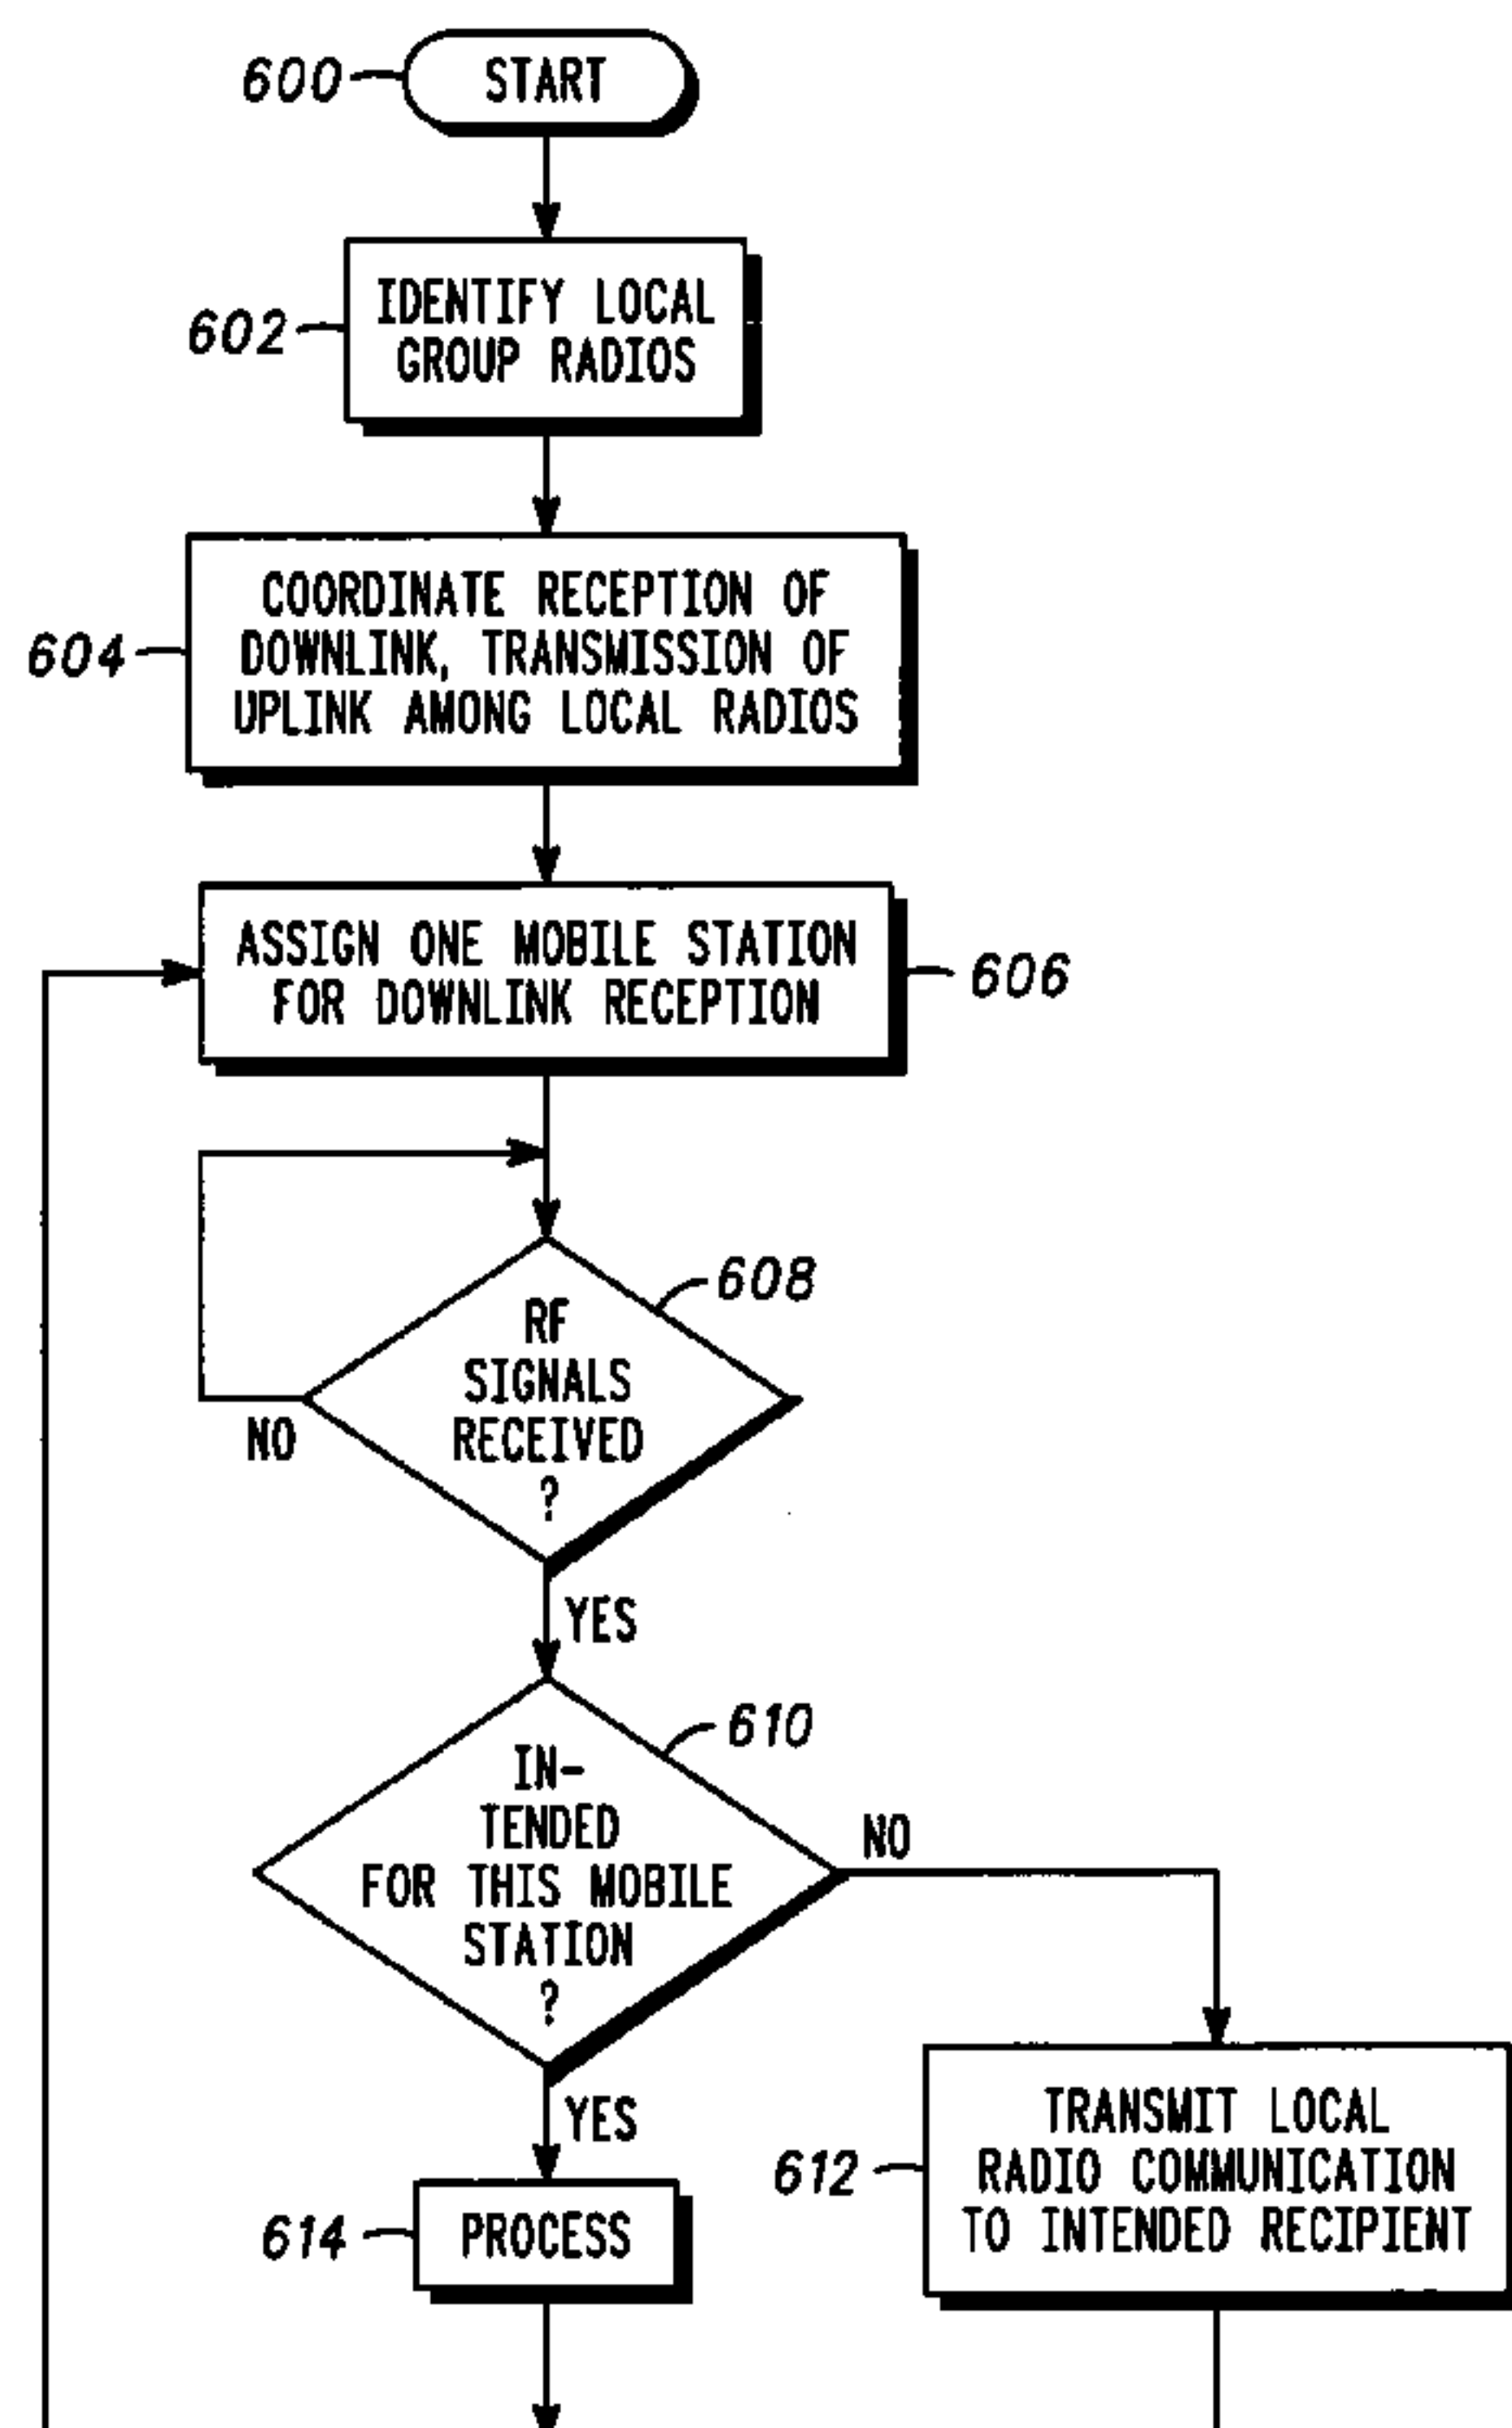 600
START
602
IDENTIFY LOCAL
GROUP RADIOS
604
COORDINATE RECEPTION OF
DOWNLINK, TRANSMISSION OF
UPLINK AMONG LOCAL RADIOS
ASSIGN ONE MOBILE STATION
FOR DOWNLINK RECEPTION
606
608
RF
SIGNALS
RECEIVED
?
NO
YES
610
IN-
TENDED
FOR THIS MOBILE
STATION
?
NO
YES
612
TRANSMIT LOCAL
RADIO COMMUNICATION
TO INTENDED RECIPIENT
614
PROCESS